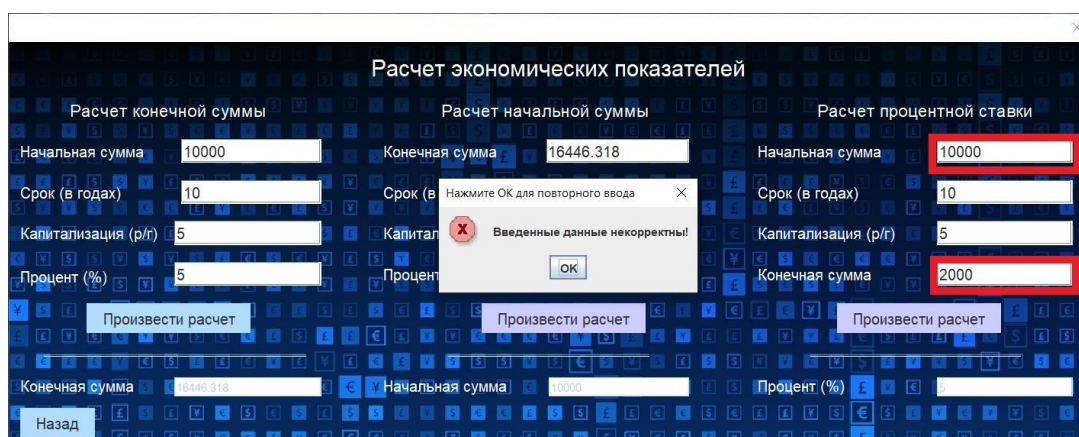 Расчет экономических показателей
Расчет конечной суммы
Начальная сумма 10000
Срок (в годах) 10
Капитализация (р/г) 5
Процент (%) 5
Произвести расчет
Конечная сумма 16446.318
Назад
Расчет начальной суммы
Конечная сумма 16446.318
Срок (в
Капитал
Процент
Произвести расчет
Начальная сумма 10000
Нажмите ОК для повторного ввода
Введенные данные некорректны!
OK
Расчет процентной ставки
Начальная сумма 10000
Срок (в годах) 10
Капитализация (р/г) 5
Конечная сумма 2000
Произвести расчет
Процент (%) 5